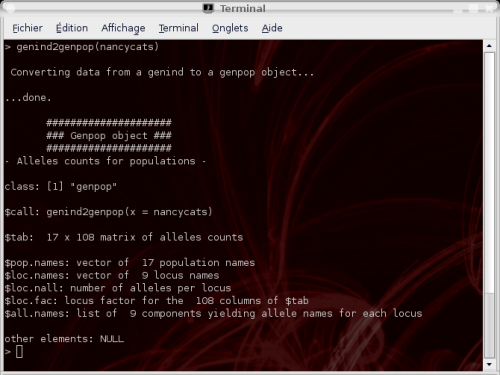 Terminal
Fichier Édition Affichage Terminal Onglets Aide
> genind2genpop(nancycats)
Converting data from a genind to a genpop object...
...done.
#####################
### Genpop object ###
#####################
- Alleles counts for populations -
class: [1] "genpop"
$call: genind2genpop(x = nancycats)
$tab:  17 x 108 matrix of alleles counts
$pop.names: vector of  17 population names
$loc.names: vector of  9 locus names
$loc.nall: number of alleles per locus
$loc.fac: locus factor for the  108 columns of $tab
$all.names: list of  9 components yielding allele names for each locus
other elements: NULL
>